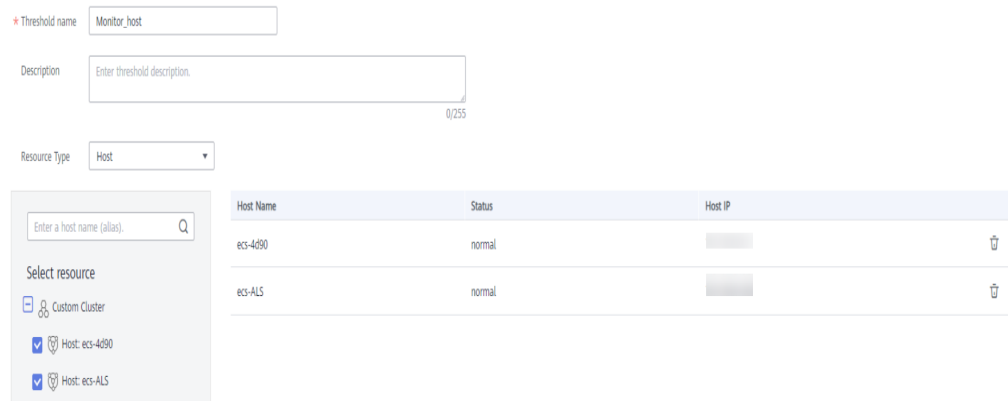 * Threshold name Monitor_host
Description Enter threshold description.
0/255
Resource Type Host
Enter a host name (alias).
Select resource
Custom Cluster
Host: ecs-4d90
Host: ecs-ALS
Host Name Status Host IP
ecs-4d90 normal
ecs-ALS normal